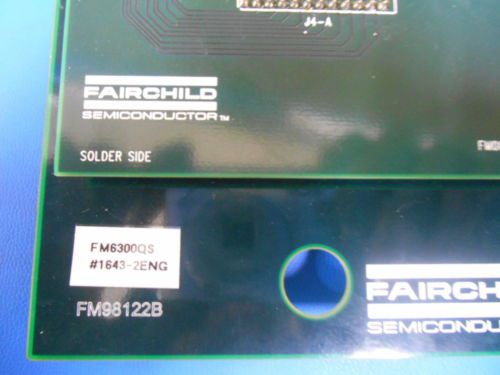 J4-A
FAIRCHILD
SEMICONDUCTOR™
SOLDER SIDE
FM6300QS
#1643-2ENG
FM98122B
FAIRCHILD
SEMICONDU